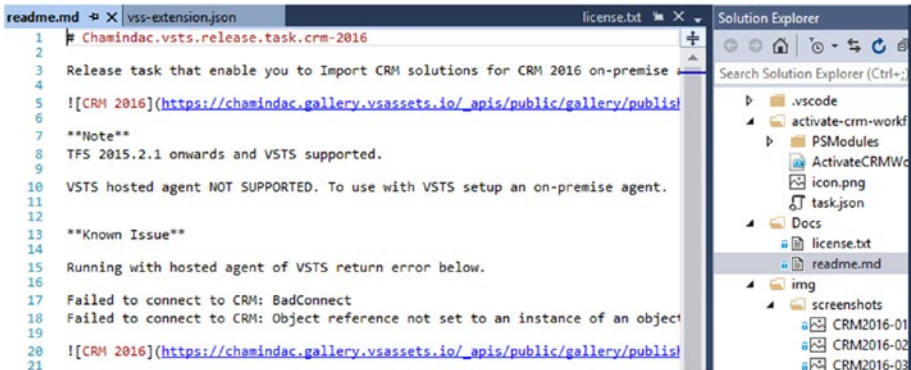 readme.md vss-extension.json license.txt
1 # Chamindac.vsts.release.task.crm-2016
2
3 Release task that enable you to Import CRM solutions for CRM 2016 on-premise
4
5 ![CRM 2016](https://chamindac.gallery.vsassets.io/_apis/public/gallery/publish
6
7 **Note**
8 TFS 2015.2.1 onwards and VSTS supported.
9
10 VSTS hosted agent NOT SUPPORTED. To use with VSTS setup an on-premise agent.
11
12
13 **Known Issue**
14
15 Running with hosted agent of VSTS return error below.
16
17 Failed to connect to CRM: BadConnect
18 Failed to connect to CRM: Object reference not set to an instance of an object
19
20 ![CRM 2016](https://chamindac.gallery.vsassets.io/_apis/public/gallery/publish
21
Solution Explorer
Search Solution Explorer (Ctrl+;)
.vscode
activate-crm-workf
PSModules
ActivateCRMWo
icon.png
task.json
Docs
license.txt
readme.md
img
screenshots
CRM2016-01
CRM2016-02
CRM2016-03